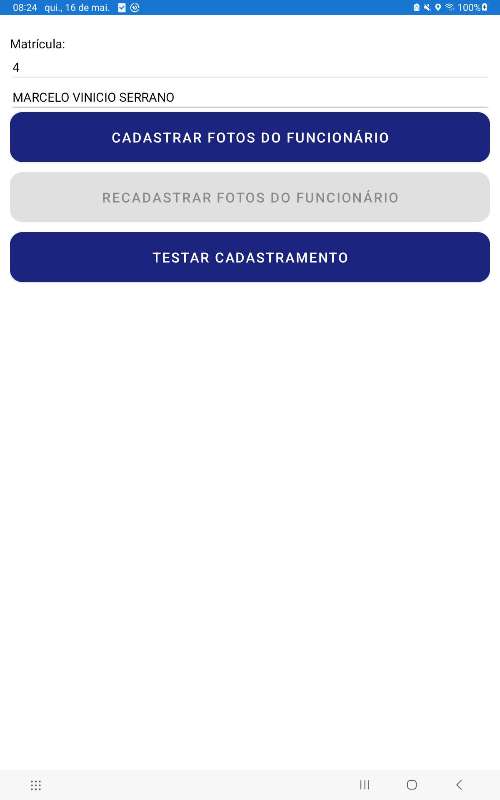 08:24 qui., 16 de mai. 100%
Matrícula:
4
MARCELO VINICIO SERRANO
CADASTRAR FOTOS DO FUNCIONÁRIO
RECADASTRAR FOTOS DO FUNCIONÁRIO
TESTAR CADASTRAMENTO